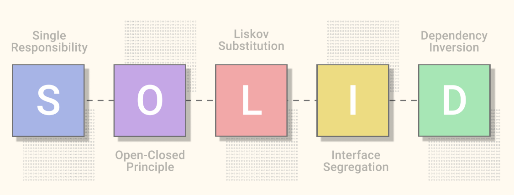 Single
Responsibility
Liskov
Substitution
Dependency
Inversion
S O L I D
Open-Closed
Principle
Interface
Segregation